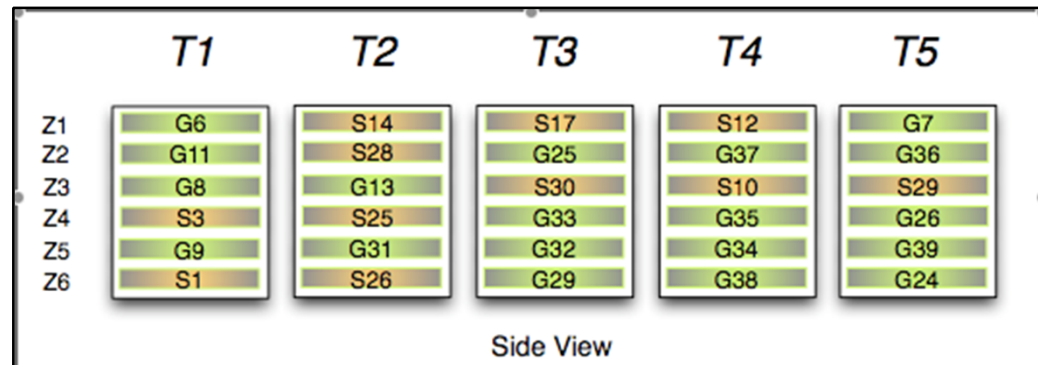 T1 T2 T3 T4 T5
Z1 G6 S14 S17 S12 G7
Z2 G11 S28 G25 G37 G36
Z3 G8 G13 S30 S10 S29
Z4 S3 S25 G33 G35 G26
Z5 G9 G31 G32 G34 G39
Z6 S1 S26 G29 G38 G24
Side View